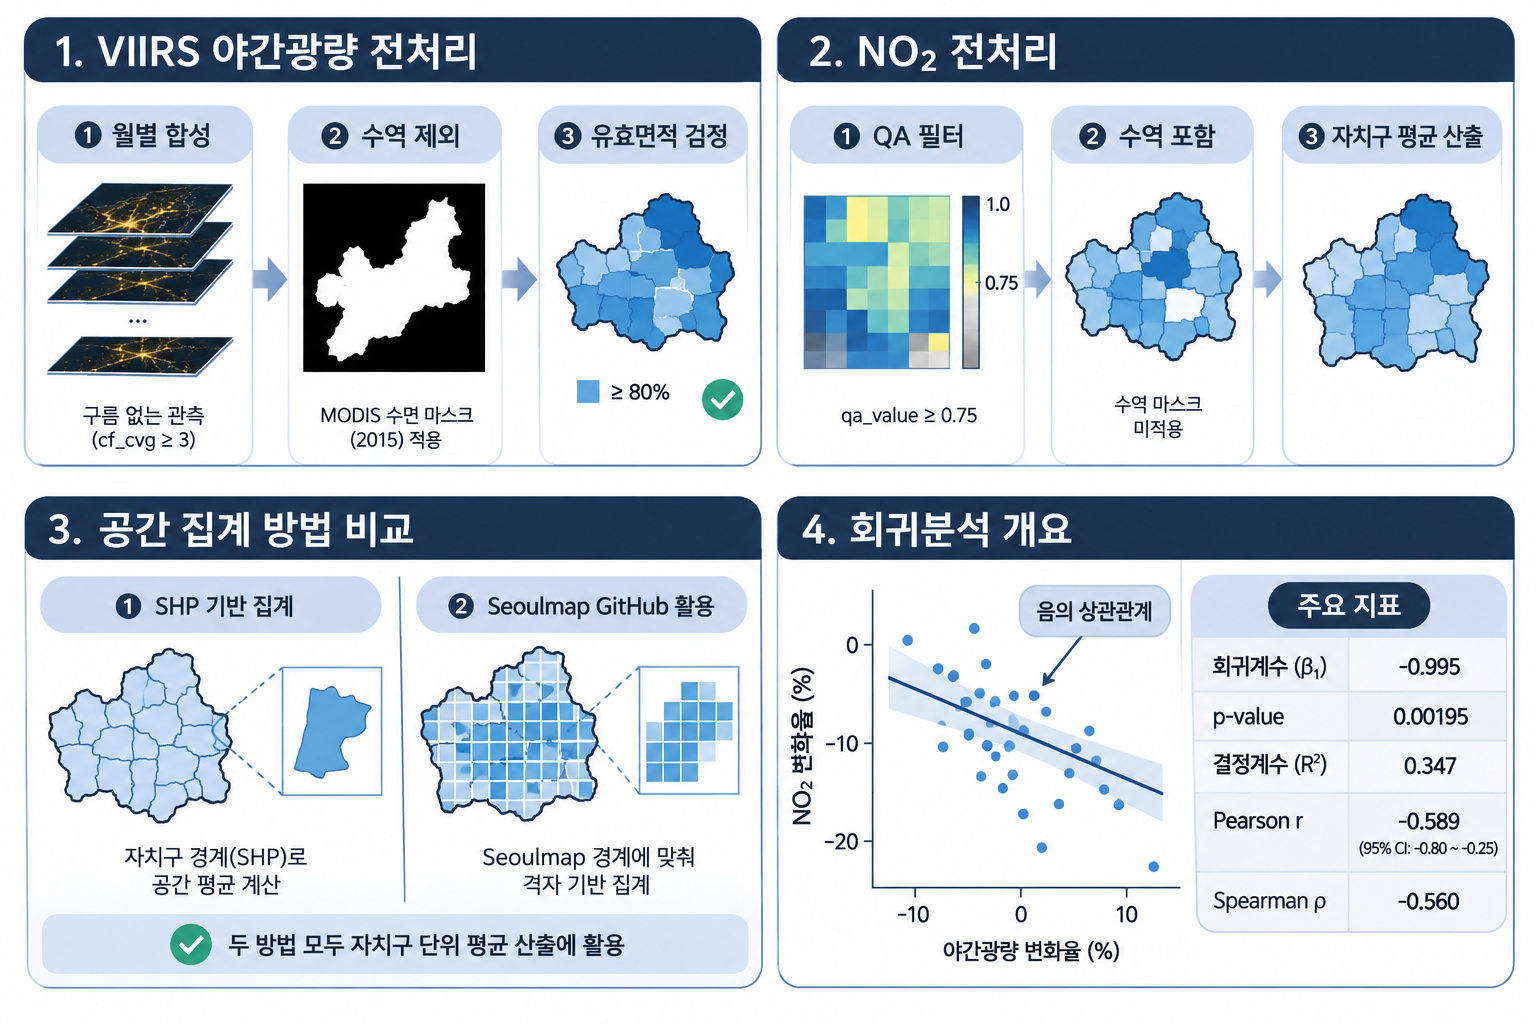 1. VIIRS 야간광량 전처리
1 월별 합성
2 수역 제외
3 유효면적 검정
...
≥ 80%
구름 없는 관측
(cf_cvg ≥ 3)
MODIS 수면 마스크
(2015) 적용
2. NO₂ 전처리
1 QA 필터
2 수역 포함
3 자치구 평균 산출
1.0
0.75
0
qa_value ≥ 0.75
수역 마스크
미적용
3. 공간 집계 방법 비교
1 SHP 기반 집계
2 Seoulmap GitHub 활용
자치구 경계(SHP)로
공간 평균 계산
Seoulmap 경계에 맞춰
격자 기반 집계
두 방법 모두 자치구 단위 평균 산출에 활용
4. 회귀분석 개요
음의 상관관계
NO₂ 변화율 (%)
0
-10
-20
-10
0
10
야간광량 변화율 (%)
주요 지표
회귀계수 (β₁) -0.995
p-value 0.00195
결정계수 (R²) 0.347
Pearson r -0.589
(95% CI: -0.80 ~ -0.25)
Spearman ρ -0.560